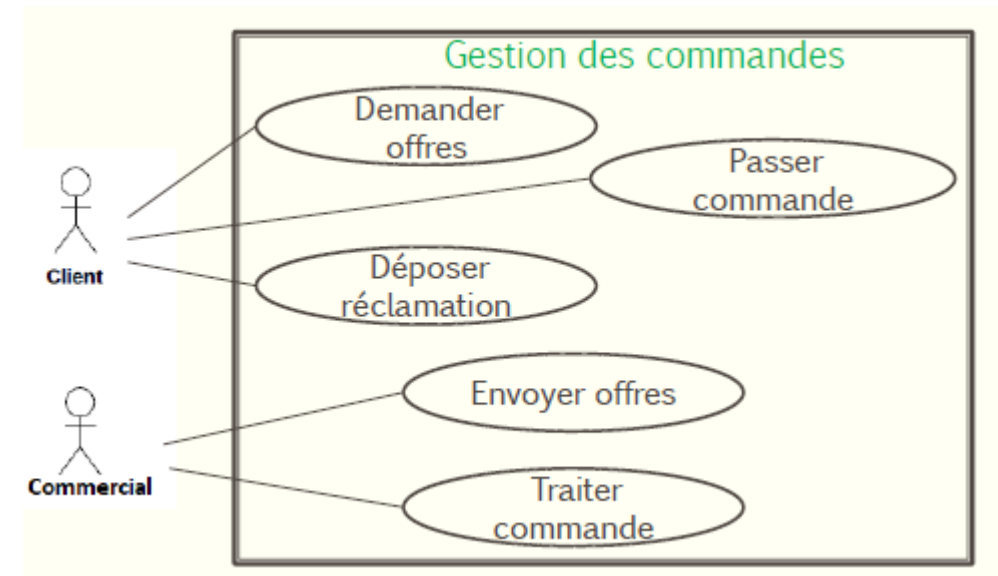 Gestion des commandes
Demander
offres
Passer
commande
Client
Déposer
réclamation
Envoyer offres
Commercial
Traiter
commande